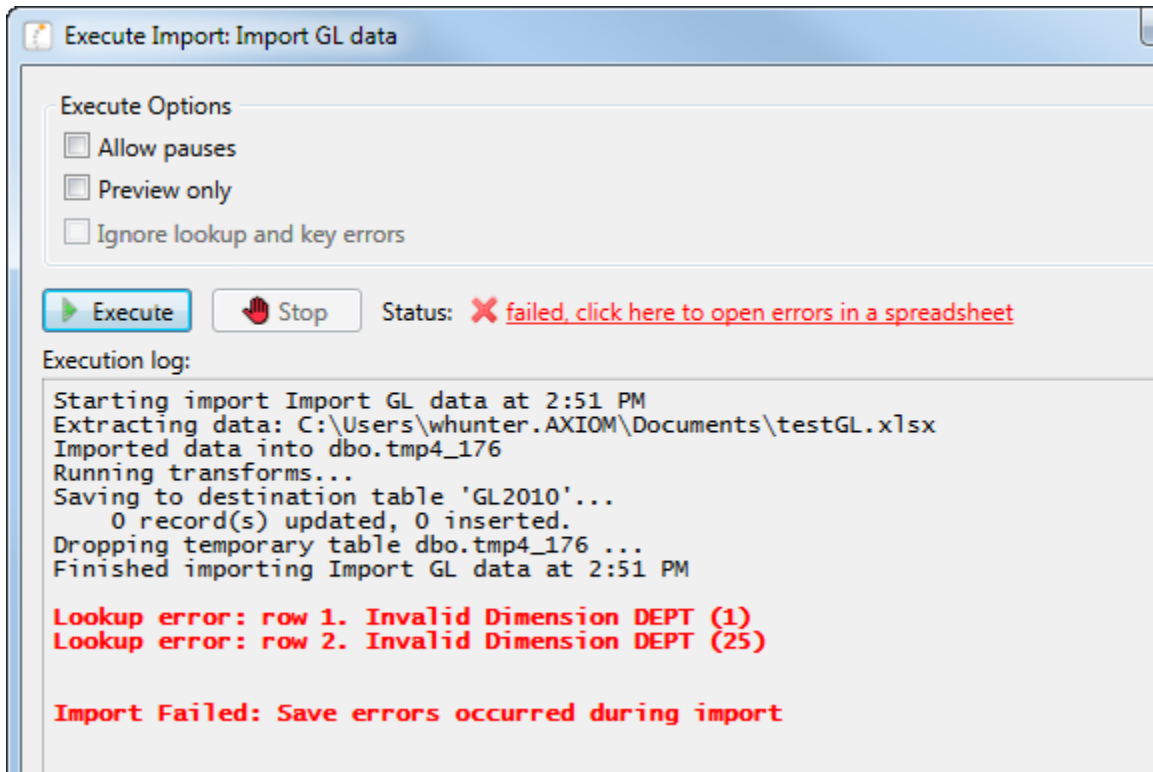 Execute Import: Import GL data
Execute Options
Allow pauses
Preview only
Ignore lookup and key errors
Execute Stop Status: failed, click here to open errors in a spreadsheet
Execution log:
Starting import Import GL data at 2:51 PM
Extracting data: C:\Users\whunter.AXIOM\Documents\testGL.xlsx
Imported data into dbo.tmp4_176
Running transforms...
Saving to destination table 'GL2010'...
    0 record(s) updated, 0 inserted.
Dropping temporary table dbo.tmp4_176 ...
Finished importing Import GL data at 2:51 PM
Lookup error: row 1. Invalid Dimension DEPT (1)
Lookup error: row 2. Invalid Dimension DEPT (25)
Import Failed: Save errors occurred during import